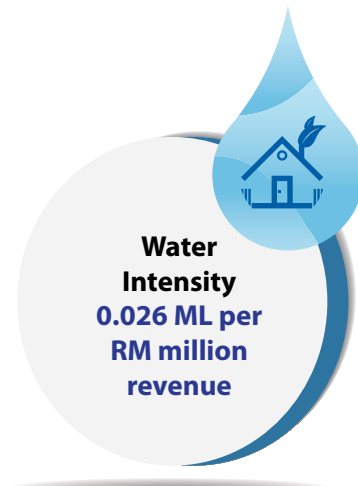 Water
Intensity
0.026 ML per
RM million
revenue